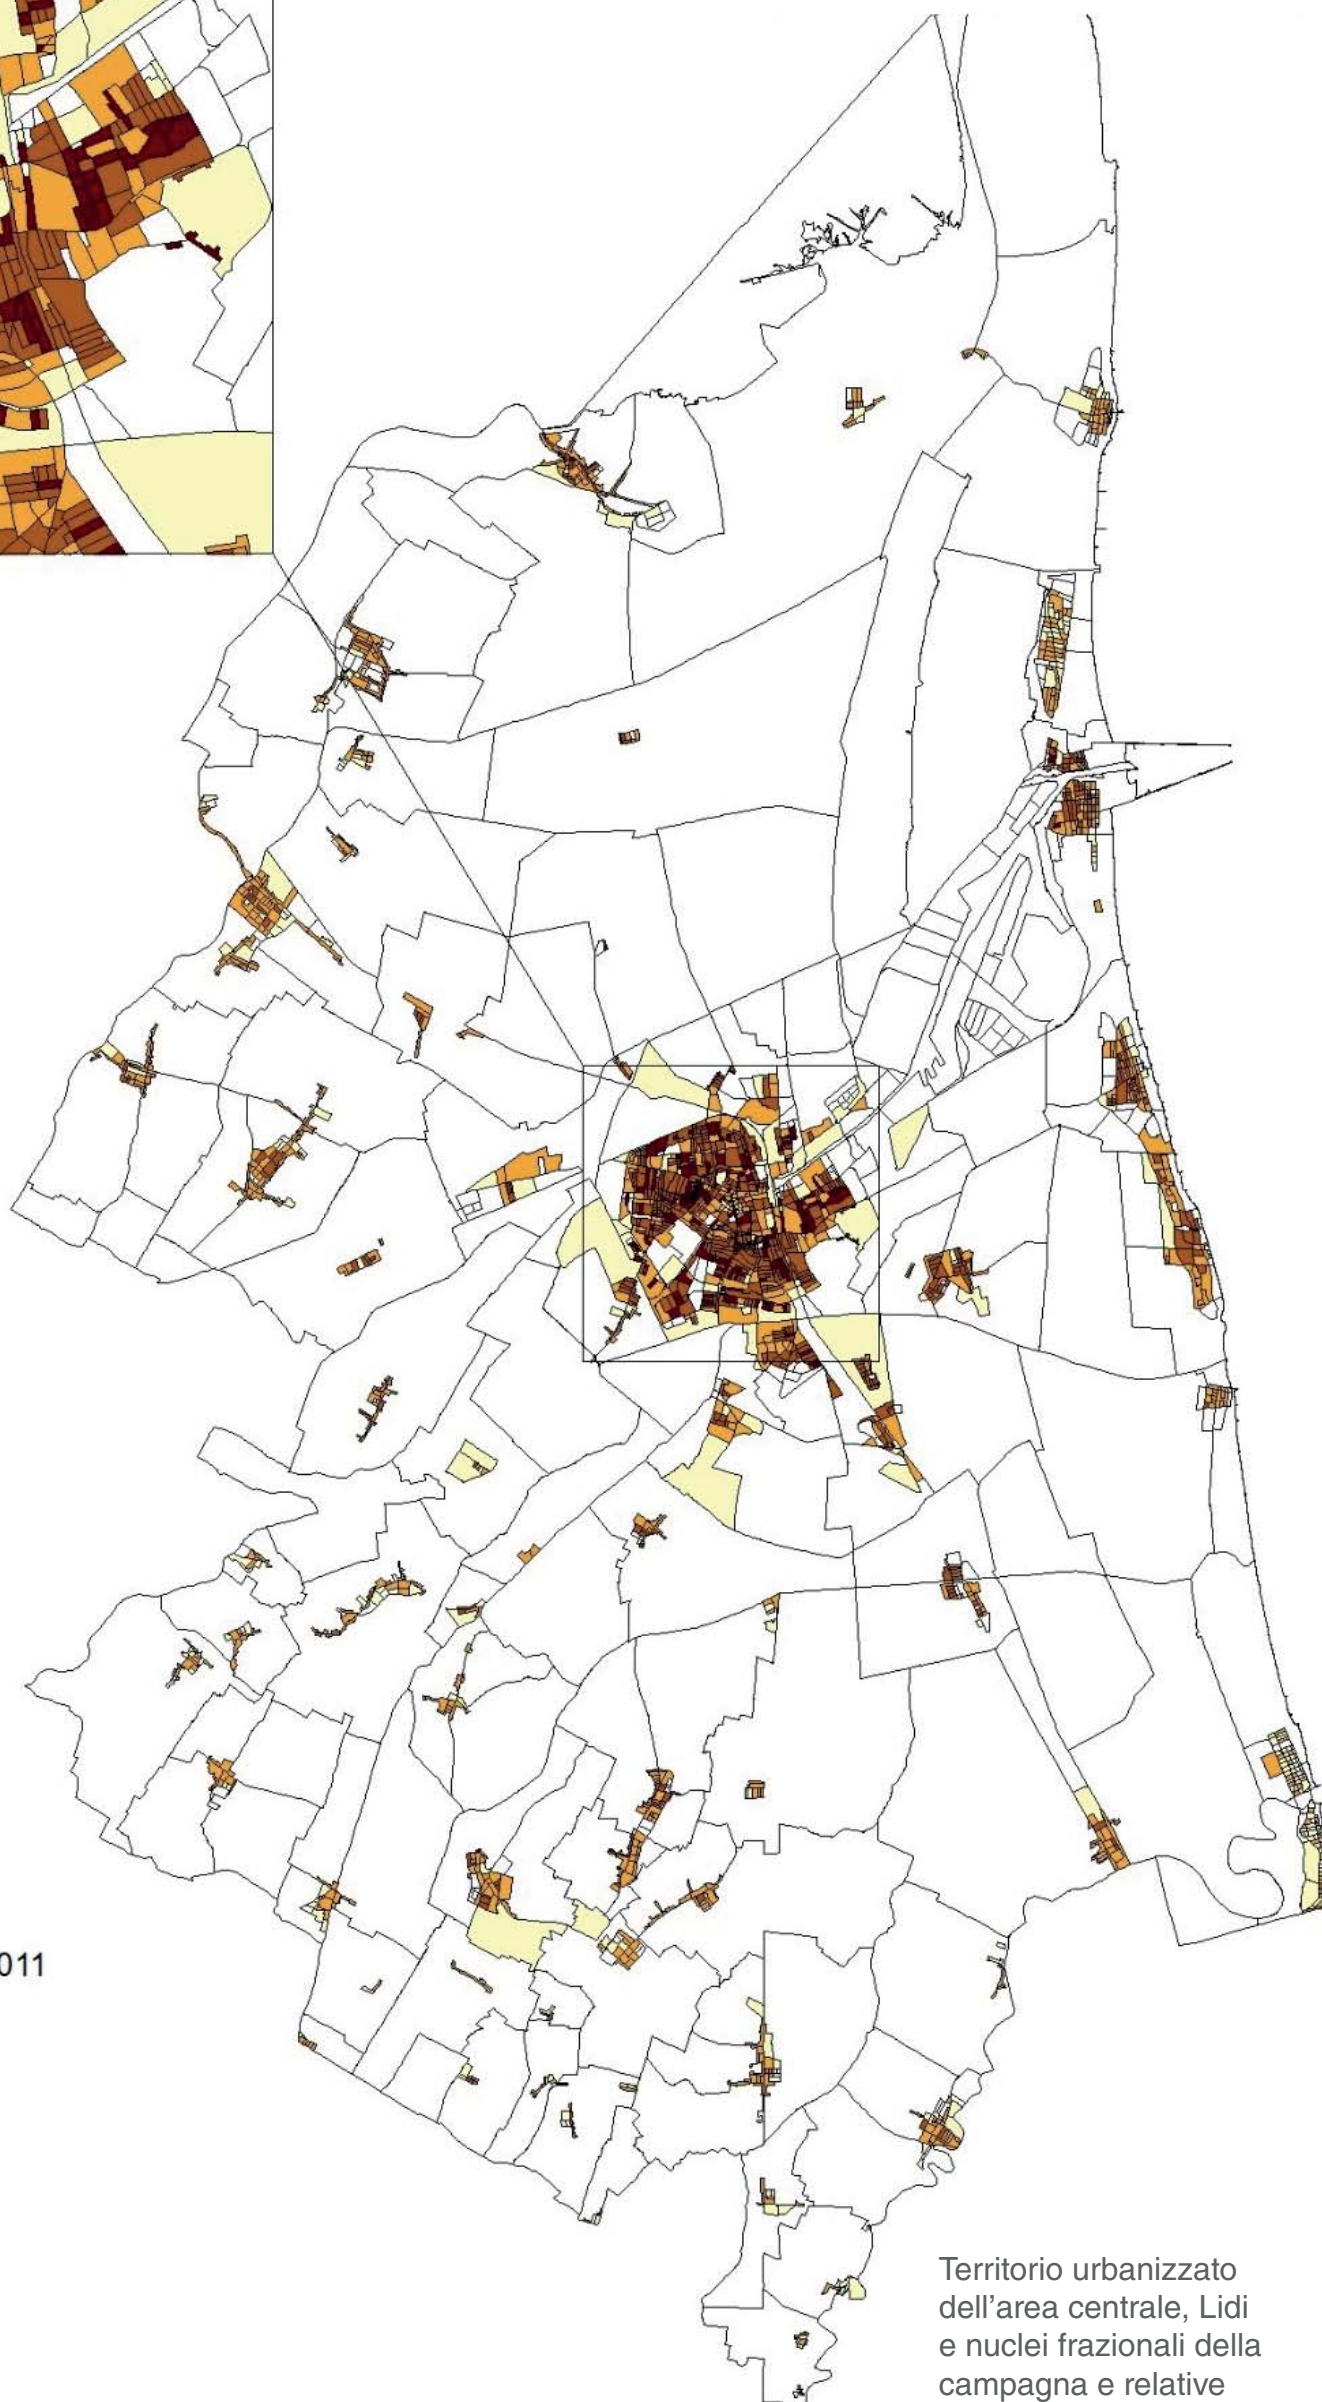 011
Territorio urbanizzato
dell’area centrale, Lidi
e nuclei frazionali della
campagna e relative